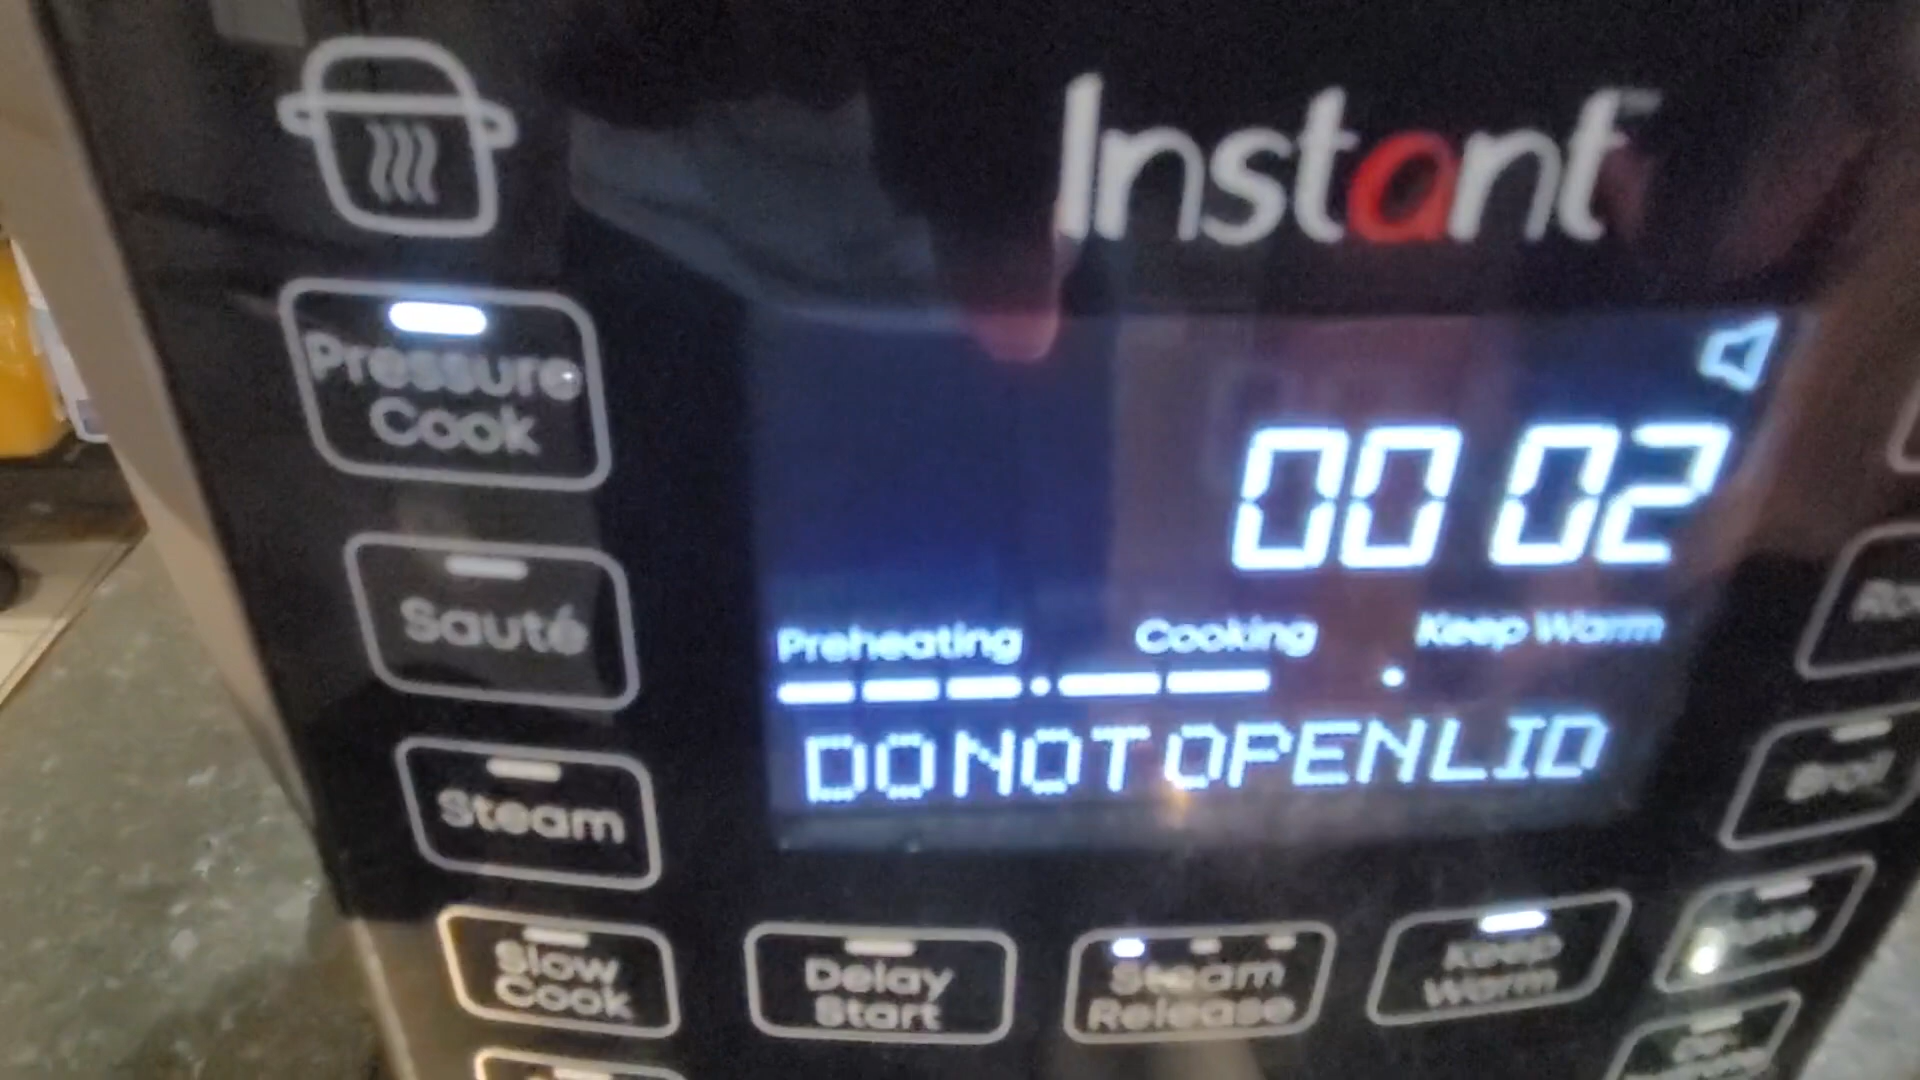 Instant™
Pressure
Cook
00 02
Sauté
Preheating Cooking Keep Warm
DO NOT OPEN LID
Steam
Broil
Slow
Cook
Delay
Start
Steam
Release
Keep
Warm